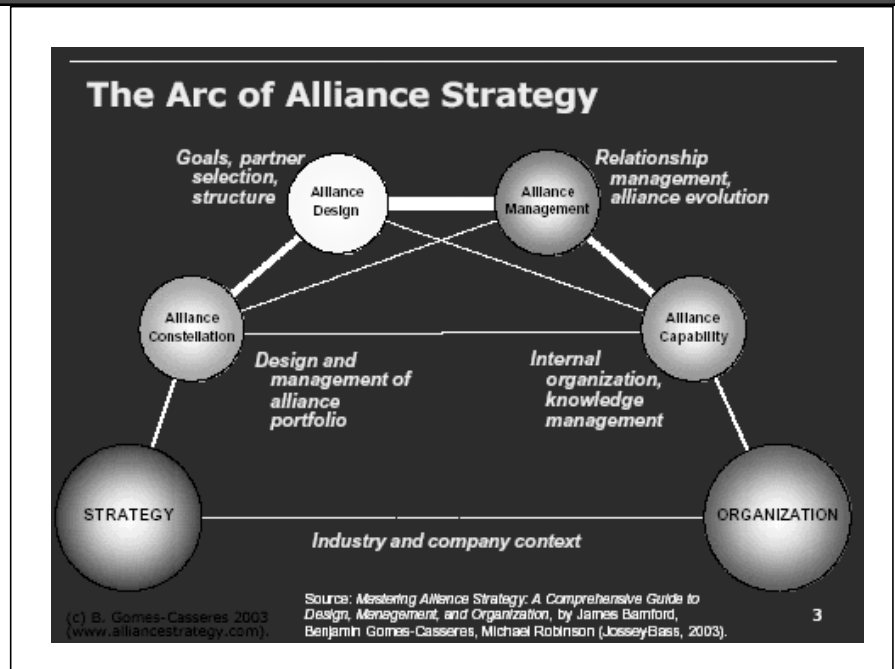 The Arc of Alliance Strategy
Goals, partner
selection,
structure
Alliance
Design
Alliance
Management
Relationship
management,
alliance evolution
Alliance
Constellation
Alliance
Capability
Design and
management of
alliance
portfolio
Internal
organization,
knowledge
management
STRATEGY
ORGANIZATION
Industry and company context
(c) B. Gomes-Casseres 2003
(www.alliancestrategy.com).
Source: Mastering Alliance Strategy: A Comprehensive Guide to
Design, Management, and Organization, by James Bamford,
Benjamin Gomes-Casseres, Michael Robinson (Jossey-Bass, 2003).
3